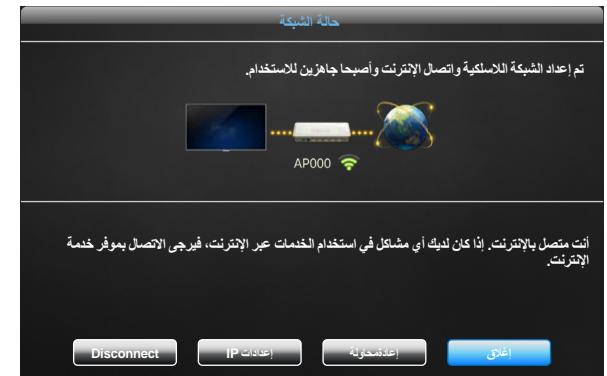 حالة الشبكة
تم إعداد الشبكة اللاسلكية واتصال الإنترنت وأصبحا جاهزين للاستخدام.
AP000
أنت متصل بالإنترنت. إذا كان لديك أي مشاكل في استخدام الخدمات عبر الإنترنت، فيرجى الاتصال بموفر خدمة
الإنترنت.
إغلاق إعادةمحاولة إعدادات IP Disconnect